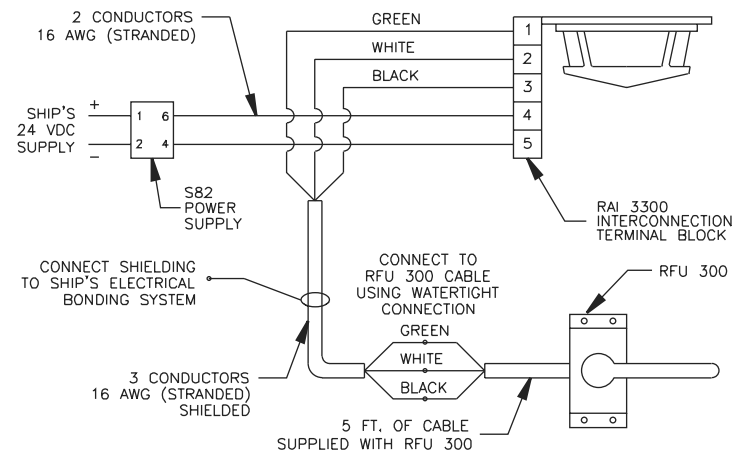 2 CONDUCTORS
16 AWG (STRANDED)
GREEN
WHITE
BLACK
1
2
3
4
5
SHIP'S
24 VDC
SUPPLY
+
−
1 6
2 4
S82
POWER
SUPPLY
RAI 3300
INTERCONNECTION
TERMINAL BLOCK
CONNECT SHIELDING
TO SHIP'S ELECTRICAL
BONDING SYSTEM
CONNECT TO
RFU 300 CABLE
USING WATERTIGHT
CONNECTION
RFU 300
GREEN
WHITE
BLACK
3 CONDUCTORS
16 AWG (STRANDED)
SHIELDED
5 FT. OF CABLE
SUPPLIED WITH RFU 300